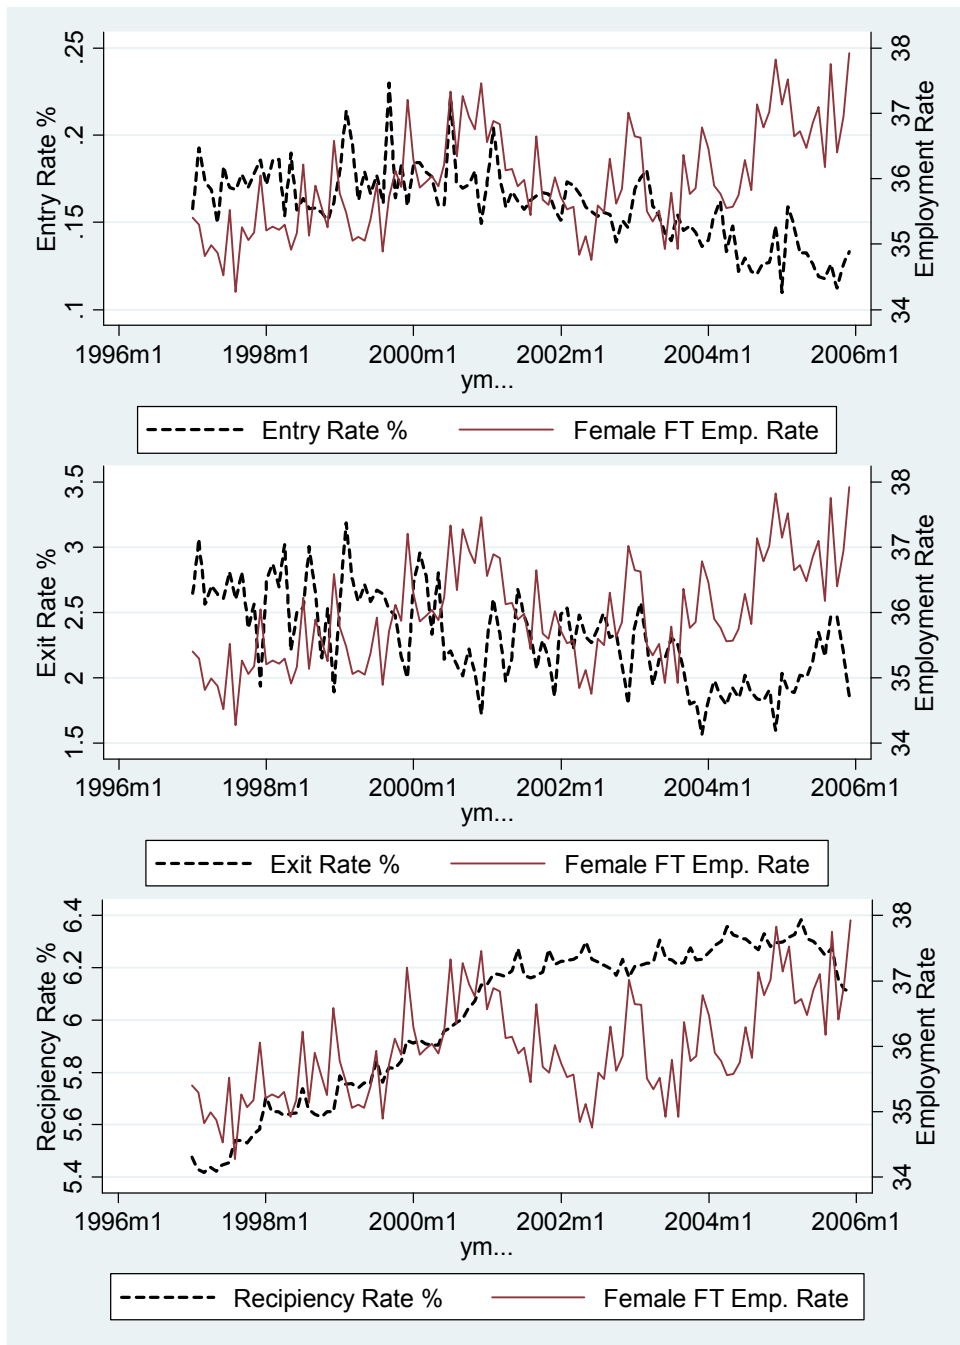 .25
.2
.15
.1
Entry Rate %
38
37
36
35
34
Employment Rate
1996m1 1998m1 2000m1 2002m1 2004m1 2006m1
ym...
Entry Rate % Female FT Emp. Rate
3.5
3
2.5
2
1.5
Exit Rate %
38
37
36
35
34
Employment Rate
1996m1 1998m1 2000m1 2002m1 2004m1 2006m1
ym...
Exit Rate % Female FT Emp. Rate
6.4
6.2
6
5.8
5.6
5.4
Recipiency Rate %
38
37
36
35
34
Employment Rate
1996m1 1998m1 2000m1 2002m1 2004m1 2006m1
ym...
Recipiency Rate % Female FT Emp. Rate